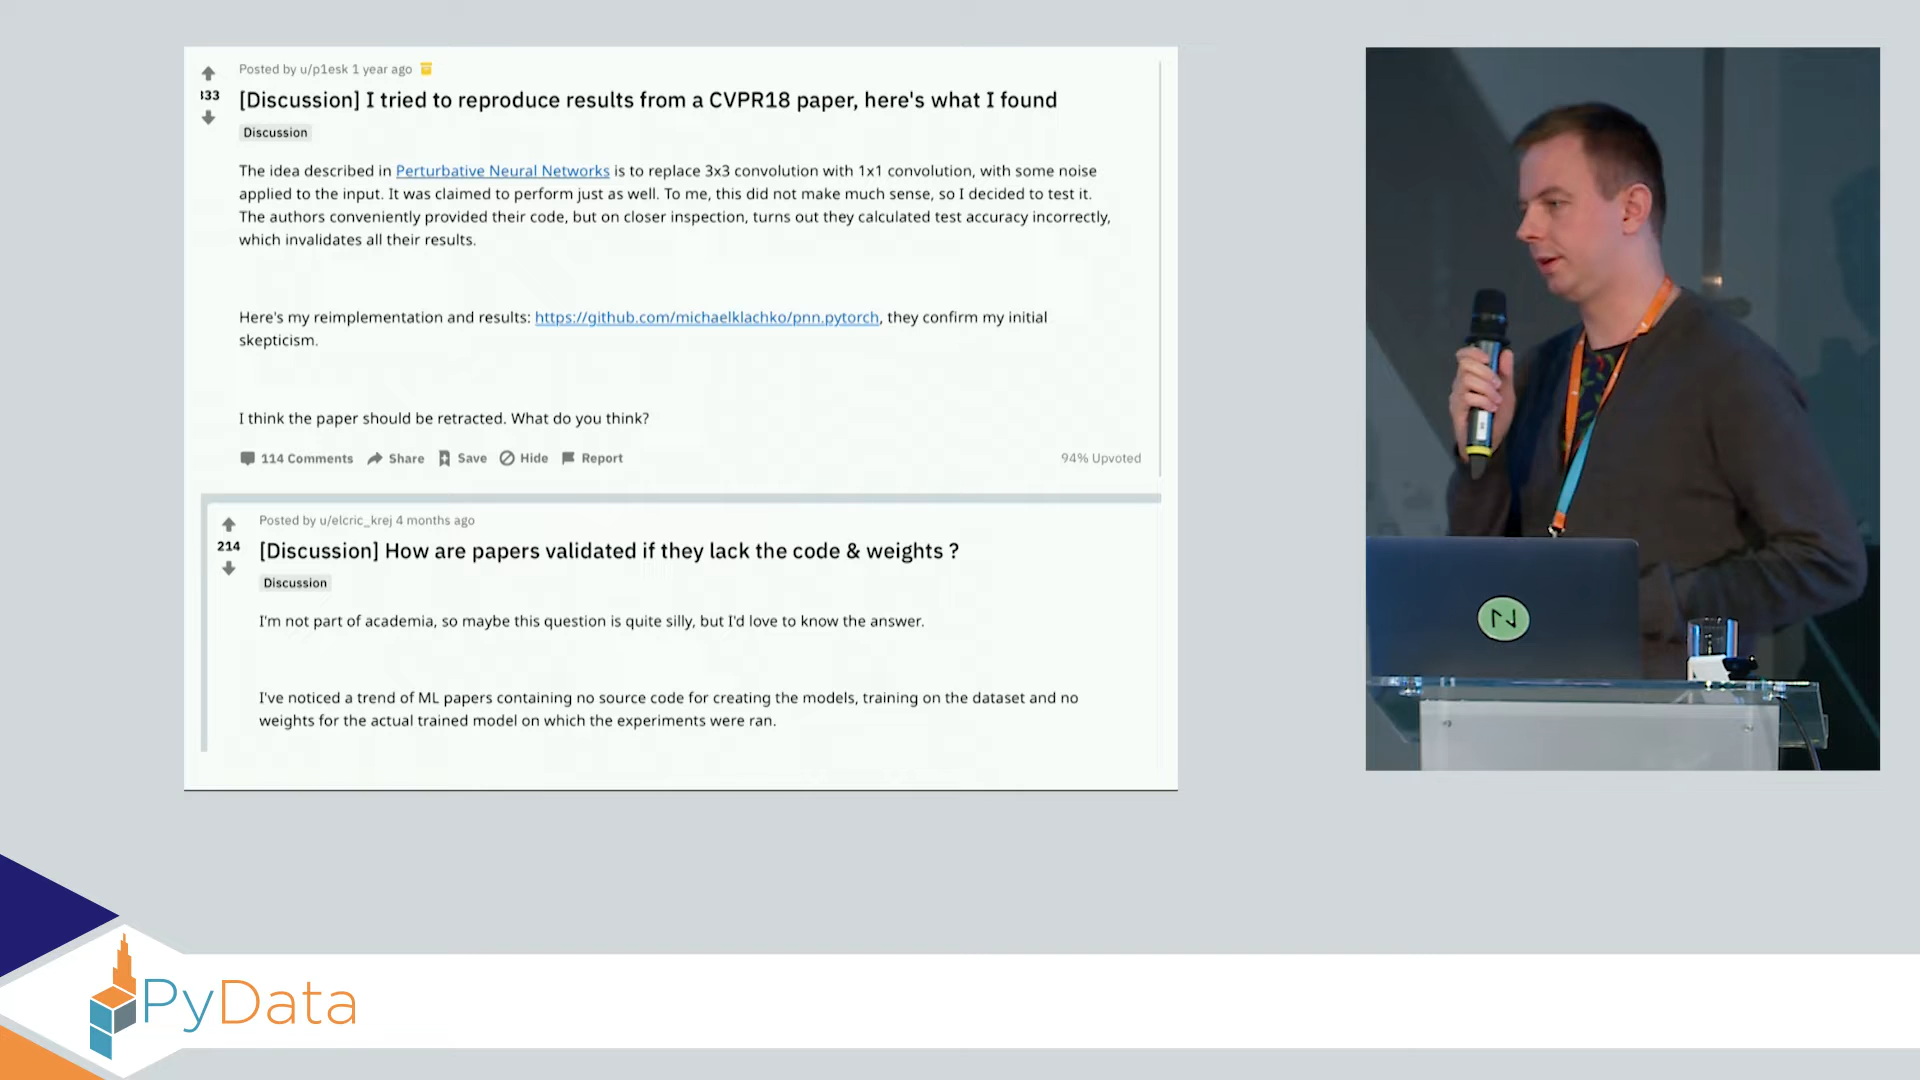 Posted by u/p1esk 1 year ago
[Discussion] I tried to reproduce results from a CVPR18 paper, here's what I found
Discussion
The idea described in Perturbative Neural Networks is to replace 3x3 convolution with 1x1 convolution, with some noise
applied to the input. It was claimed to perform just as well. To me, this did not make much sense, so I decided to test it.
The authors conveniently provided their code, but on closer inspection, turns out they calculated test accuracy incorrectly,
which invalidates all their results.
Here's my reimplementation and results: https://github.com/michaelklachko/pnn.pytorch, they confirm my initial
skepticism.
I think the paper should be retracted. What do you think?
114 Comments Share Save Hide Report 94% Upvoted
Posted by u/elcric_krej 4 months ago
214
[Discussion] How are papers validated if they lack the code & weights ?
Discussion
I'm not part of academia, so maybe this question is quite silly, but I'd love to know the answer.
I've noticed a trend of ML papers containing no source code for creating the models, training on the dataset and no
weights for the actual trained model on which the experiments were ran.
PyData